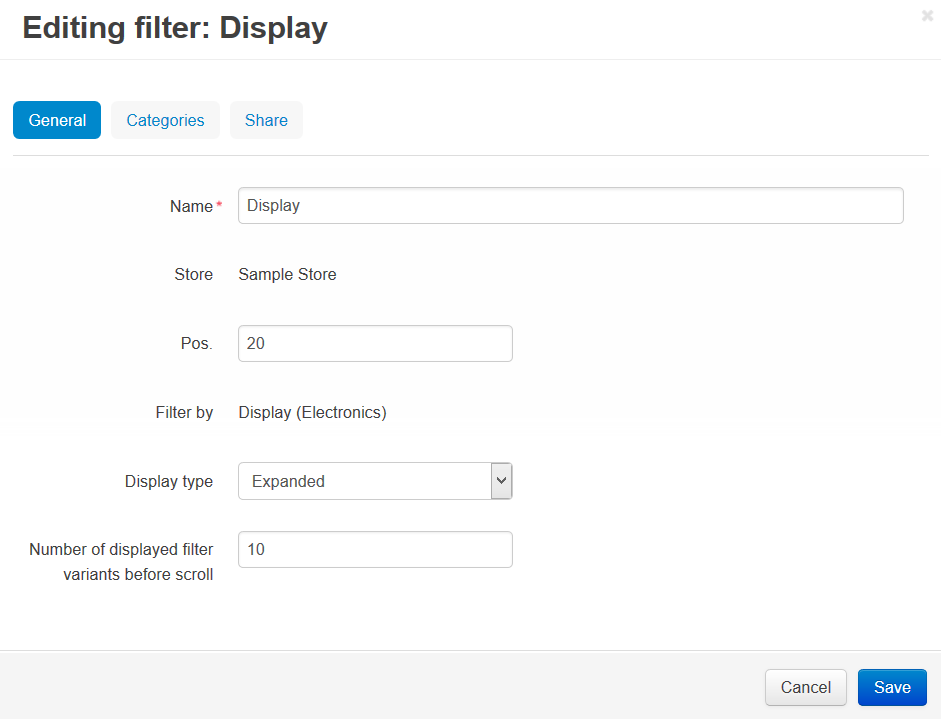 Editing filter: Display
×
General Categories Share
Name * Display
Store Sample Store
Pos. 20
Filter by Display (Electronics)
Display type Expanded
Number of displayed filter 10
variants before scroll
Cancel Save